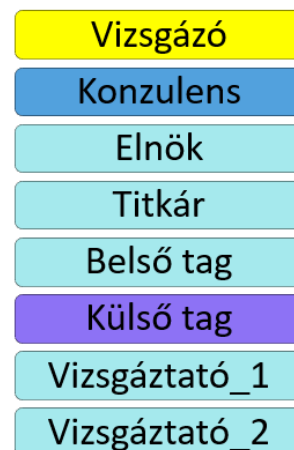 Vizsgázó
Konzulens
Elnök
Titkár
Belső tag
Külső tag
Vizsgáztató_1
Vizsgáztató_2